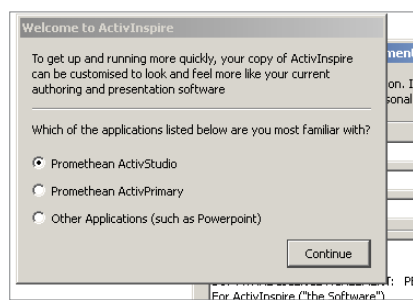 Welcome to ActivInspire
To get up and running more quickly, your copy of ActivInspire
can be customised to look and feel more like your current
authoring and presentation software
Which of the applications listed below are you most familiar with?
Promethean ActivStudio
Promethean ActivPrimary
Other Applications (such as Powerpoint)
Continue
For ActivInspire ("the Software")